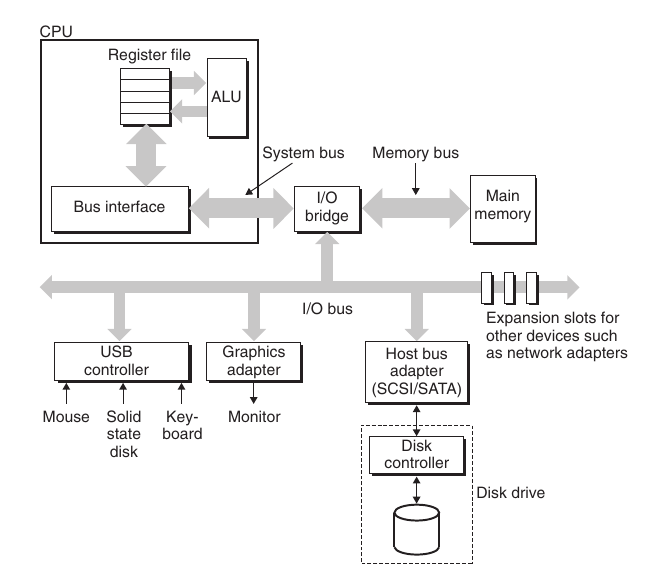 CPU
Register file
ALU
System bus
Memory bus
Bus interface
I/O
bridge
Main
memory
I/O bus
Expansion slots for
other devices such
as network adapters
USB
controller
Graphics
adapter
Host bus
adapter
(SCSI/SATA)
Mouse
Solid
state
disk
Key-
board
Monitor
Disk
controller
Disk drive